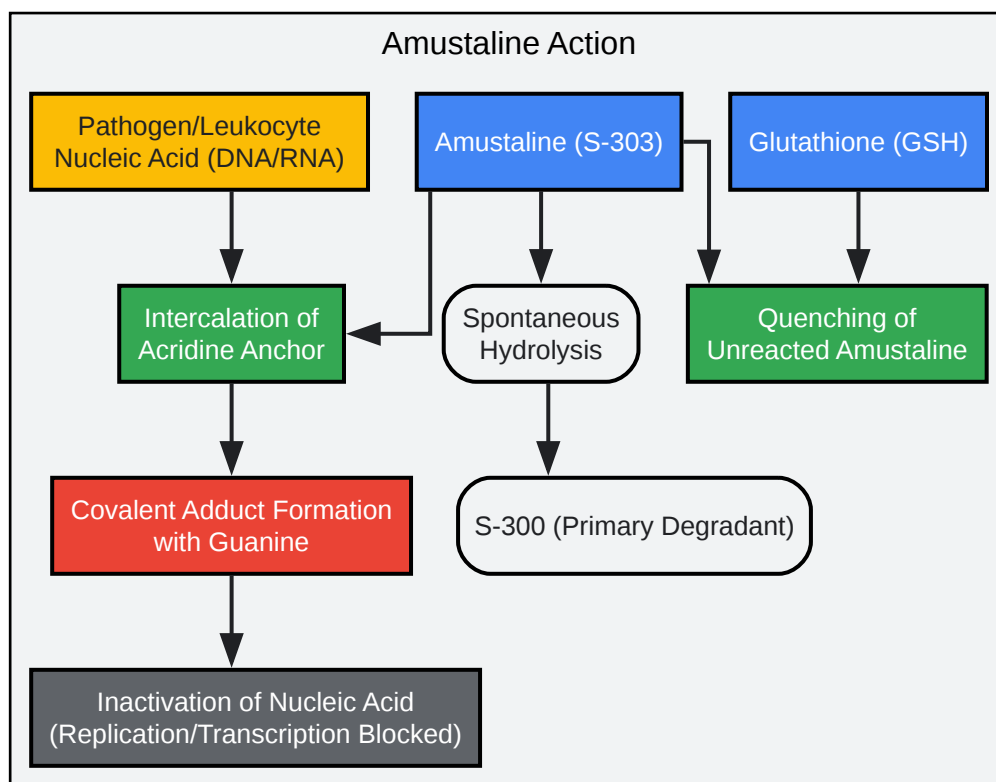 Amustaline Action
Pathogen/Leukocyte
Nucleic Acid (DNA/RNA)
Amustaline (S-303)
Glutathione (GSH)
Intercalation of
Acridine Anchor
Spontaneous
Hydrolysis
Quenching of
Unreacted Amustaline
Covalent Adduct Formation
with Guanine
S-300 (Primary Degradant)
Inactivation of Nucleic Acid
(Replication/Transcription Blocked)